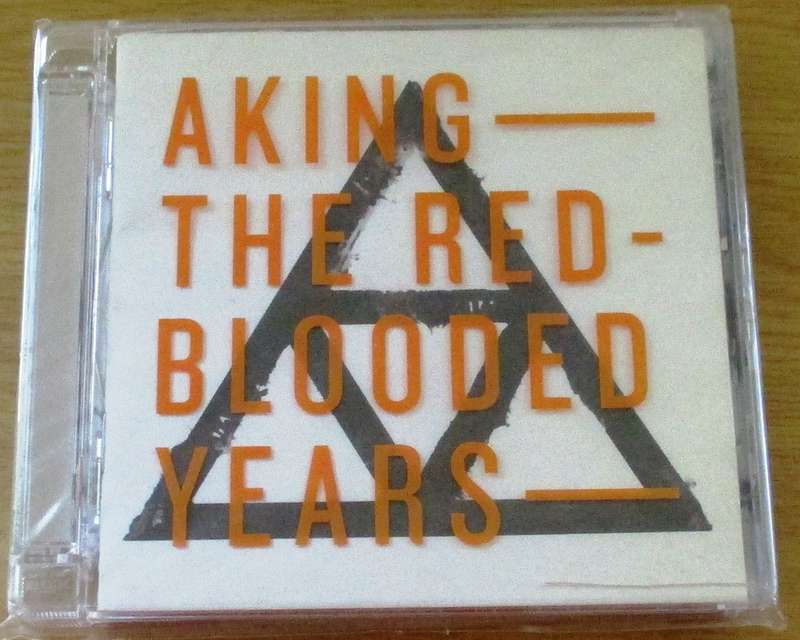 AKING —
THE RED-
BLOODED
YEARS —